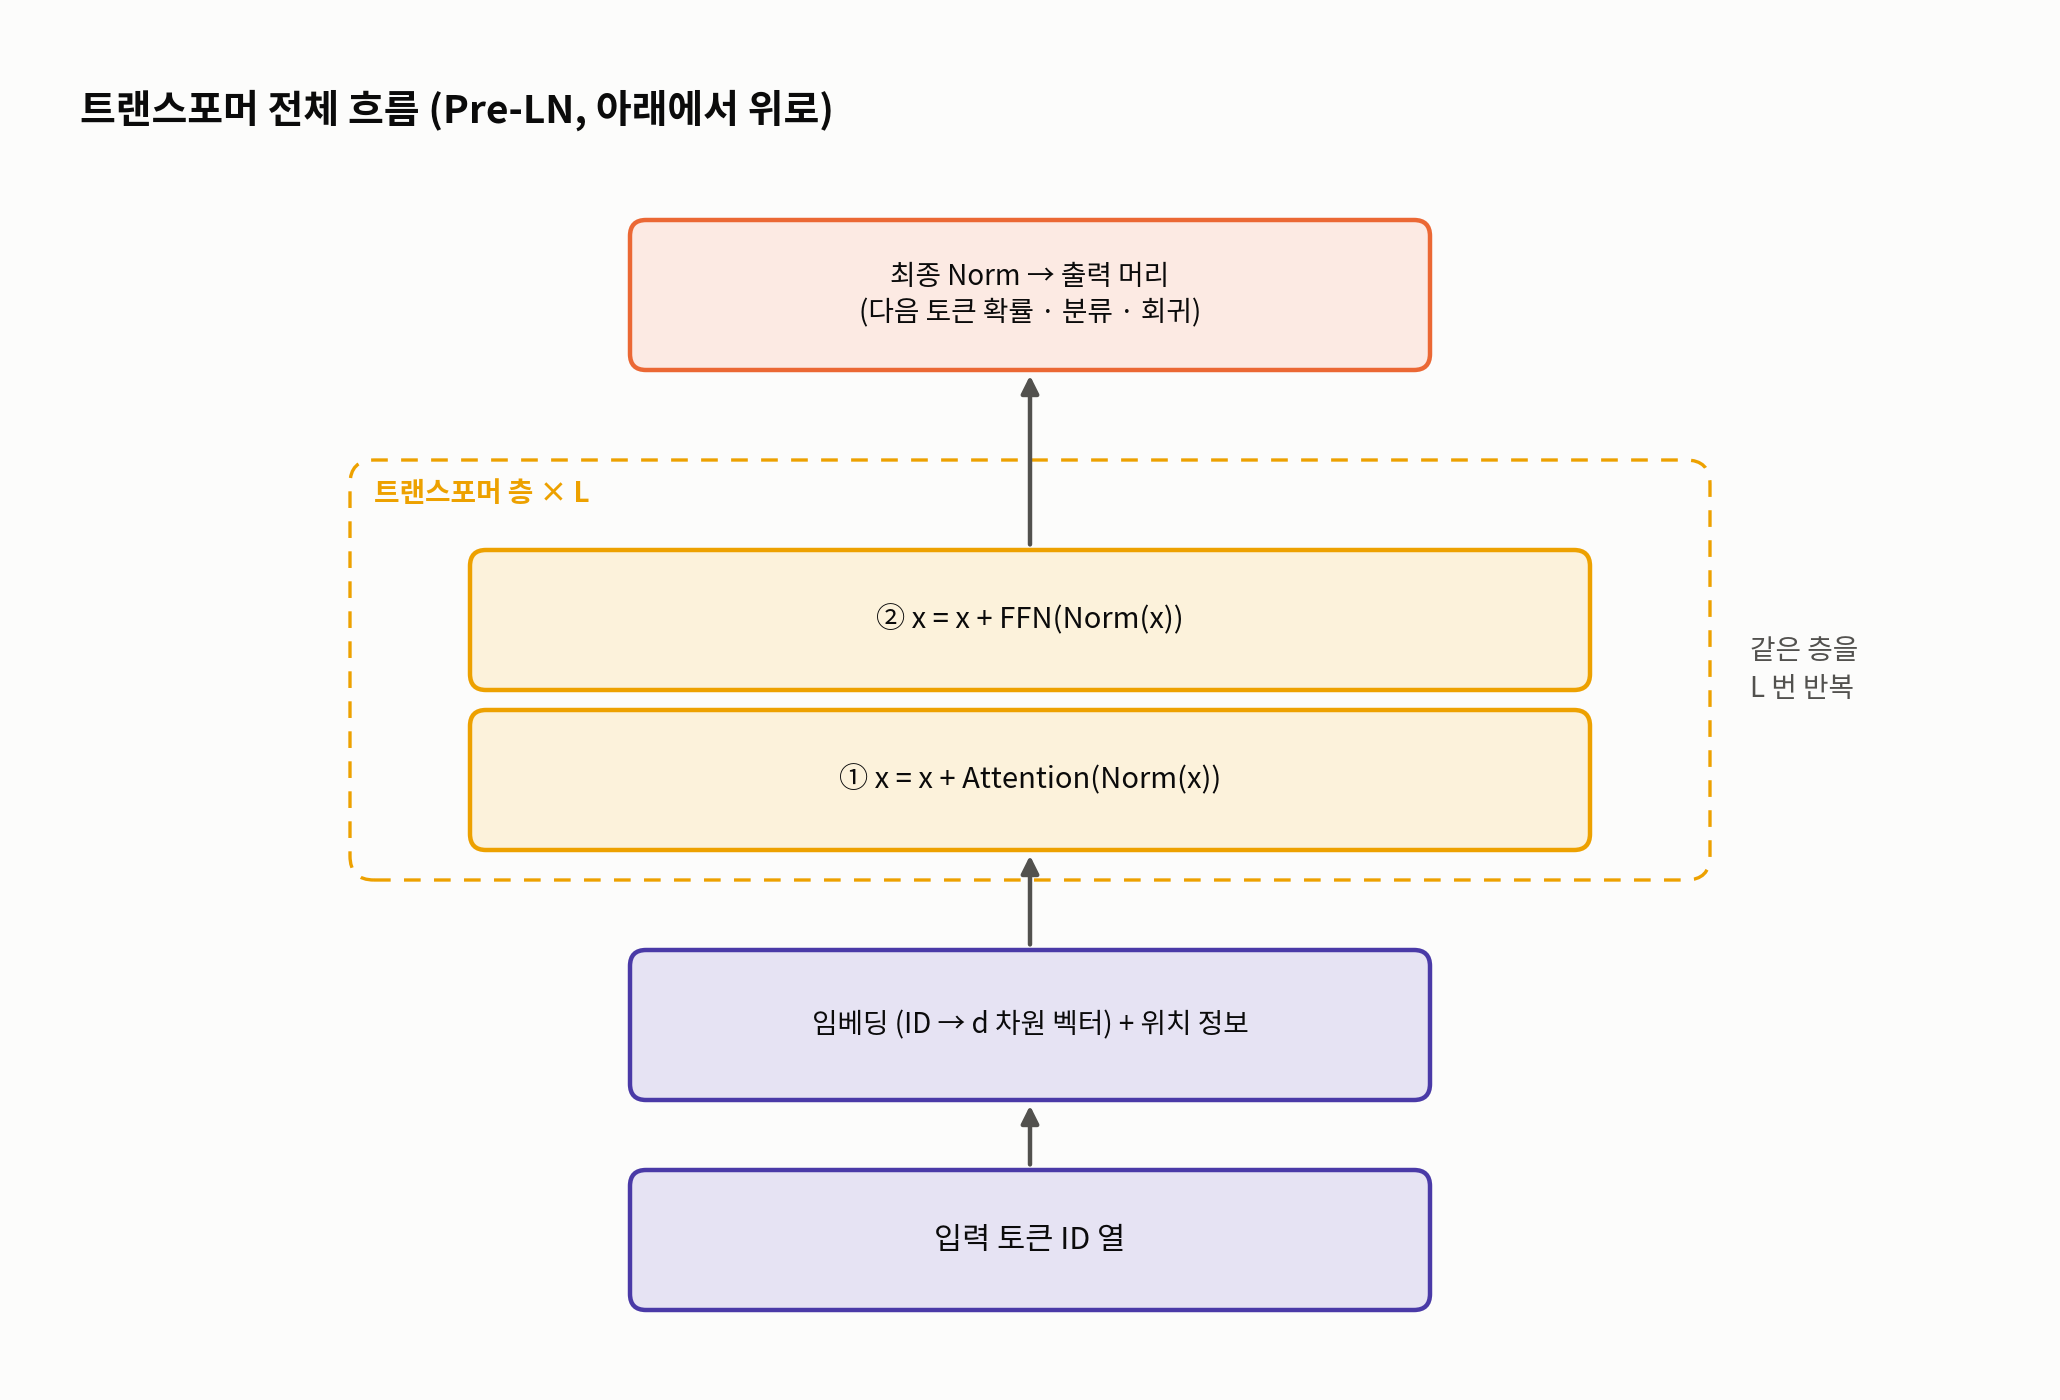 트랜스포머 전체 흐름 (Pre-LN, 아래에서 위로)
최종 Norm → 출력 머리
(다음 토큰 확률 · 분류 · 회귀)
트랜스포머 층 × L
② x = x + FFN(Norm(x))
같은 층을
L 번 반복
① x = x + Attention(Norm(x))
임베딩 (ID → d 차원 벡터) + 위치 정보
입력 토큰 ID 열